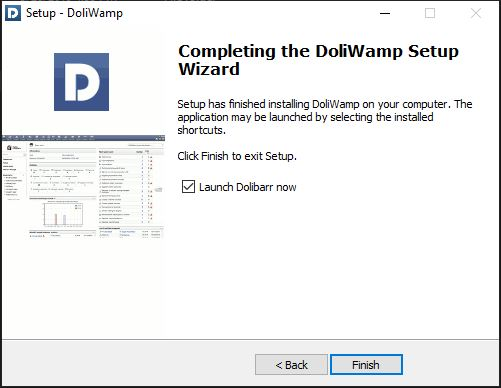 Setup - DoliWamp
D
Completing the DoliWamp Setup
Wizard
Setup has finished installing DoliWamp on your computer. The
application may be launched by selecting the installed
shortcuts.
Click Finish to exit Setup.
Launch Dolibarr now
< Back
Finish